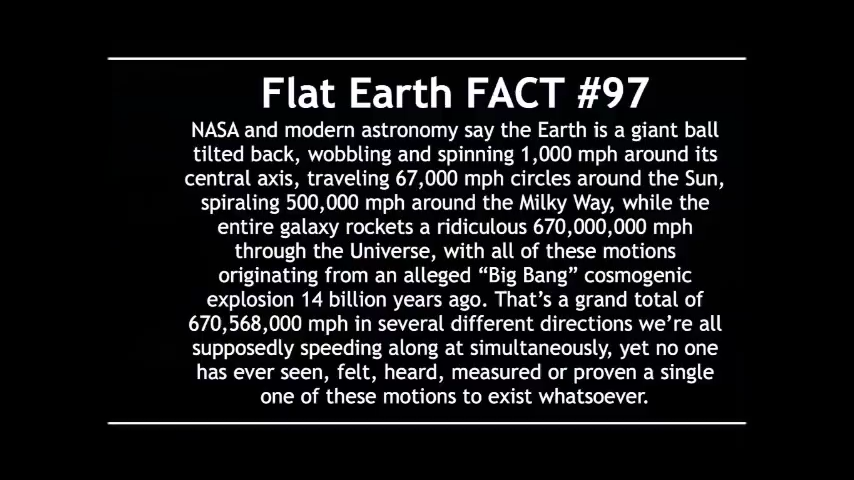 Flat Earth FACT #97
NASA and modern astronomy say the Earth is a giant ball
tilted back, wobbling and spinning 1,000 mph around its
central axis, traveling 67,000 mph circles around the Sun,
spiraling 500,000 mph around the Milky Way, while the
entire galaxy rockets a ridiculous 670,000,000 mph
through the Universe, with all of these motions
originating from an alleged “Big Bang” cosmogenic
explosion 14 billion years ago. That’s a grand total of
670,568,000 mph in several different directions we’re all
supposedly speeding along at simultaneously, yet no one
has ever seen, felt, heard, measured or proven a single
one of these motions to exist whatsoever.